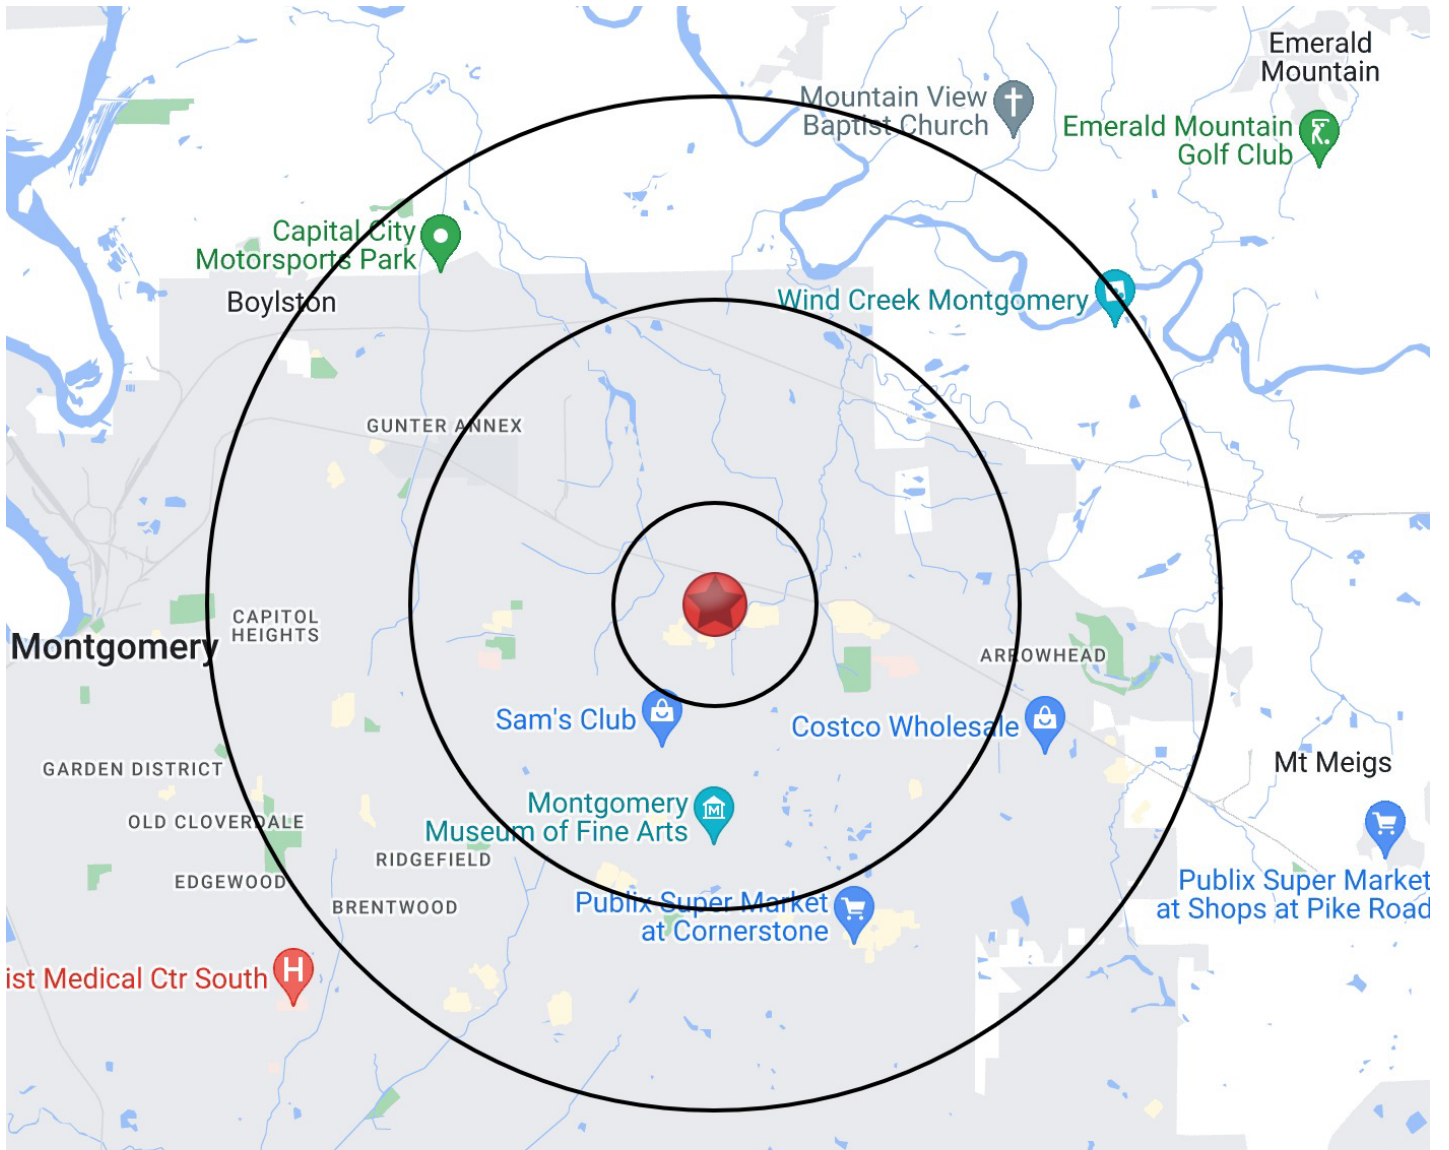 Emerald
Mountain
Mountain View
Baptist Church
Emerald Mountain
Golf Club
Capital City
Motorsports Park
Boylston
Wind Creek Montgomery
GUNTER ANNEX
CAPITOL
HEIGHTS
Montgomery
ARROWHEAD
Sam's Club
Costco Wholesale
GARDEN DISTRICT
Mt Meigs
Montgomery
Museum of Fine Arts
OLD CLOVERDALE
RIDGEFIELD
EDGEWOOD
BRENTWOOD
Publix Super Market
at Cornerstone
Publix Super Market
at Shops at Pike Road
ist Medical Ctr South
H
M